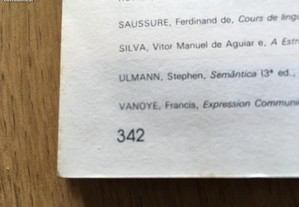 SAUSSURE, Ferdinand de, Cours de ling
SILVA, Vitor Manuel de Aguiar e, A Estr
ULMANN, Stephen, Semântica (3ª ed.,
VANOYE, Francis, Expression Communi
342